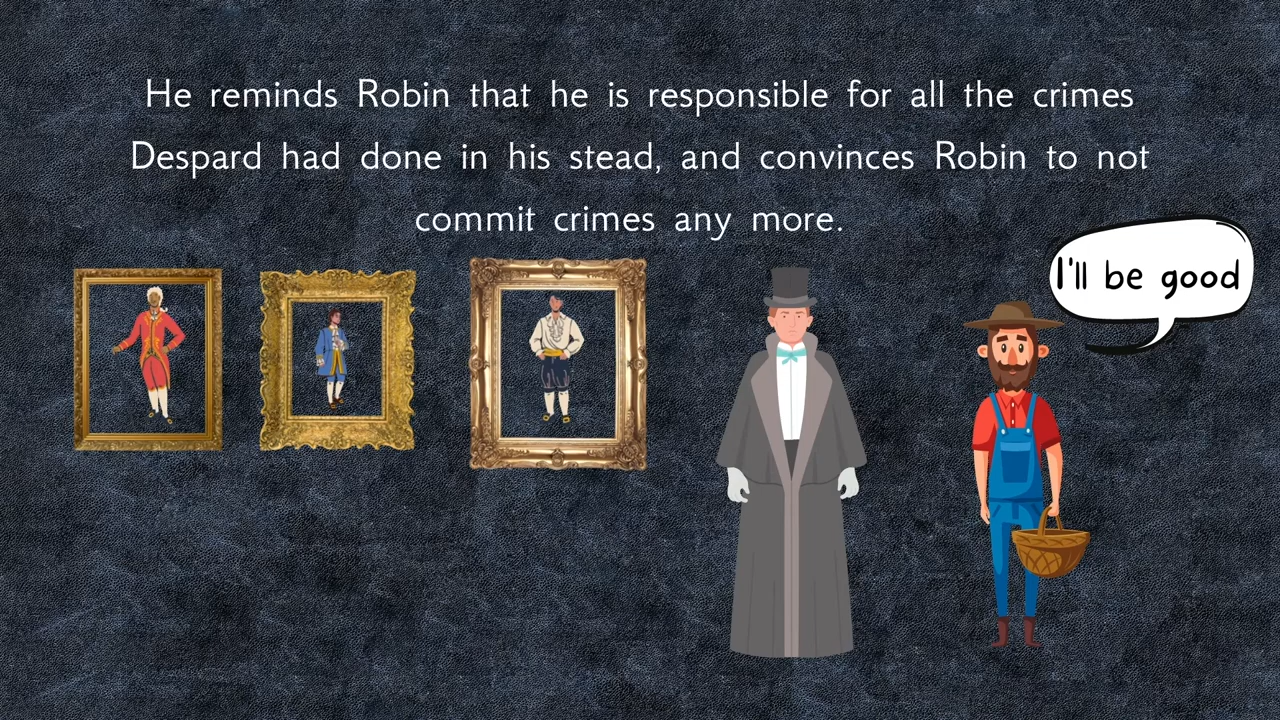 He reminds Robin that he is responsible for all the crimes
Despard had done in his stead, and convinces Robin to not
commit crimes any more.
I'll be good